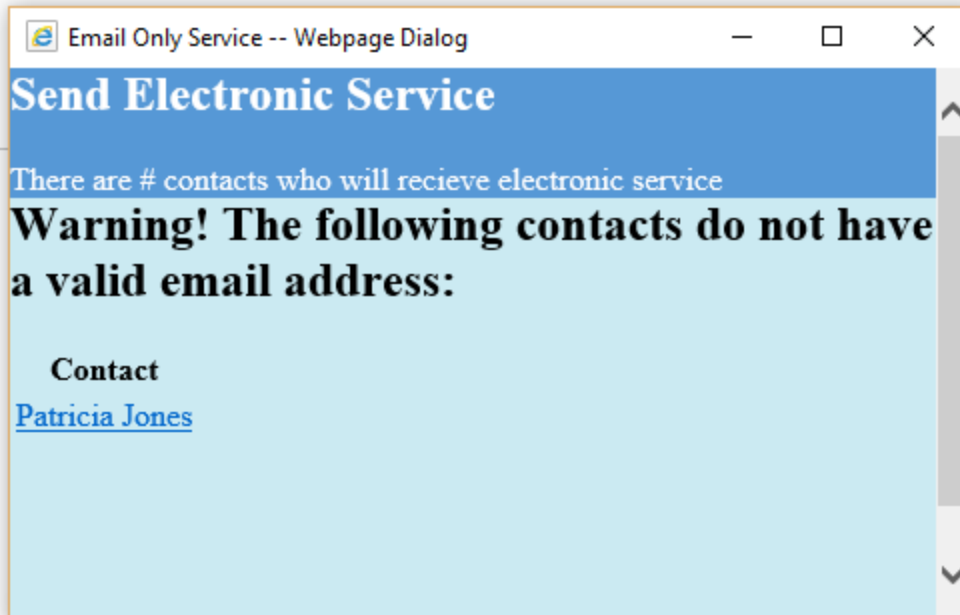 Email Only Service -- Webpage Dialog
Send Electronic Service
There are # contacts who will recieve electronic service
Warning! The following contacts do not have
a valid email address:
Contact
Patricia Jones